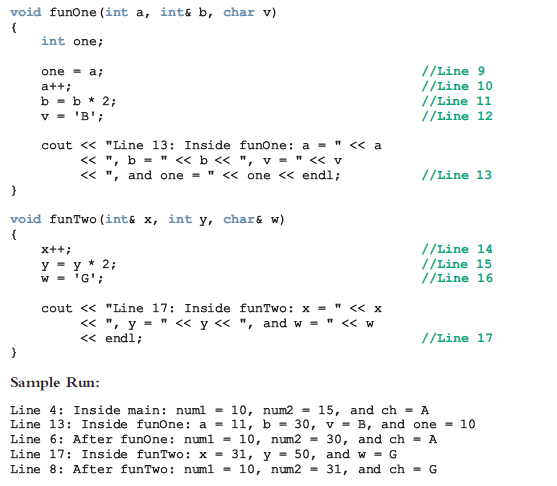 void funOne(int a, int& b, char v)
{
int one;
one = a; //Line 9
a++; //Line 10
b = b * 2; //Line 11
v = 'B'; //Line 12
cout << "Line 13: Inside funOne: a = " << a
<< ", b = " << b << ", v = " << v
<< ", and one = " << one << endl; //Line 13
}
void funTwo(int& x, int y, char& w)
{
x++; //Line 14
y = y * 2; //Line 15
w = 'G'; //Line 16
cout << "Line 17: Inside funTwo: x = " << x
<< ", y = " << y << ", and w = " << w
<< endl; //Line 17
}
Sample Run:
Line 4: Inside main: num1 = 10, num2 = 15, and ch = A
Line 13: Inside funOne: a = 11, b = 30, v = B, and one = 10
Line 6: After funOne: num1 = 10, num2 = 30, and ch = A
Line 17: Inside funTwo: x = 31, y = 50, and w = G
Line 8: After funTwo: num1 = 10, num2 = 31, and ch = G